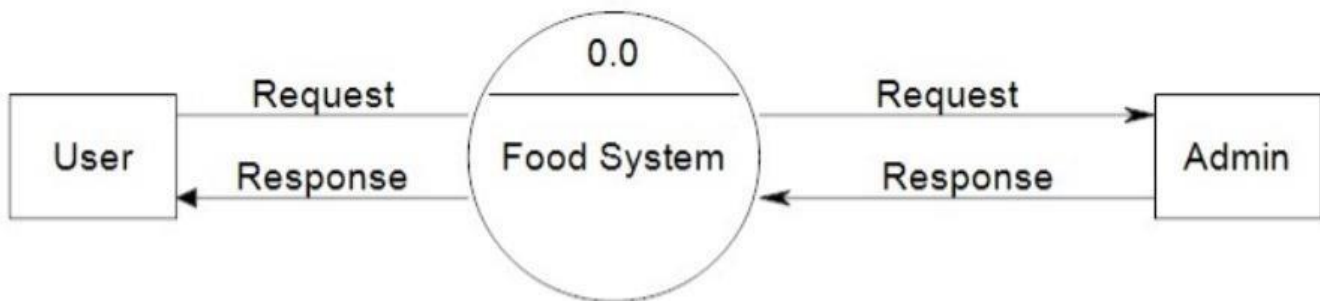 0.0
Request
Request
User
Food System
Admin
Response
Response